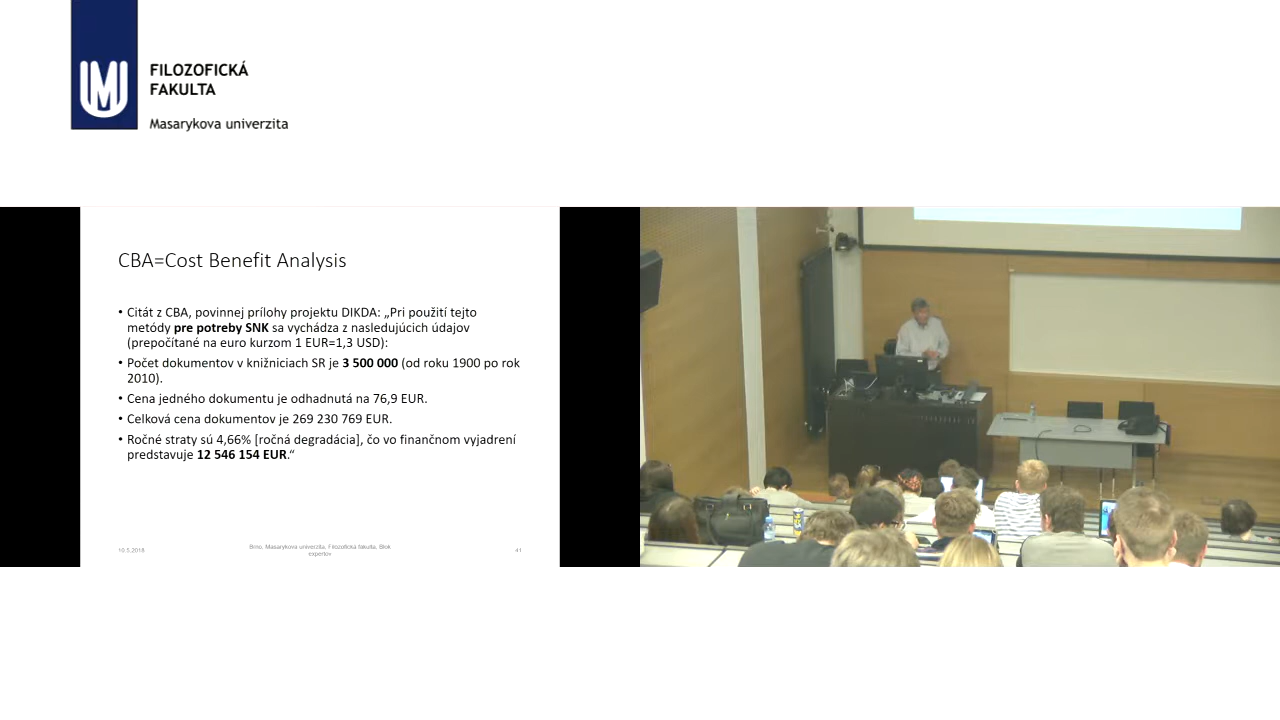 FILOZOFICKÁ
FAKULTA
Masarykova univerzita
CBA=Cost Benefit Analysis
• Citát z CBA, povinnej prílohy projektu DIKDA: „Pri použití tejto
metódy pre potreby SNK sa vychádza z nasledujúcich údajov
(prepočítané na euro kurzom 1 EUR=1,3 USD):
• Počet dokumentov v knižniciach SR je 3 500 000 (od roku 1900 po rok
2010).
• Cena jedného dokumentu je odhadnutá na 76,9 EUR.
• Celková cena dokumentov je 269 230 769 EUR.
• Ročné straty sú 4,66% [ročná degradácia], čo vo finančnom vyjadrení
predstavuje 12 546 154 EUR.“
10.5.2018
Brno, Masarykova univerzita, Filozofická fakulta, Blok
expertov
41